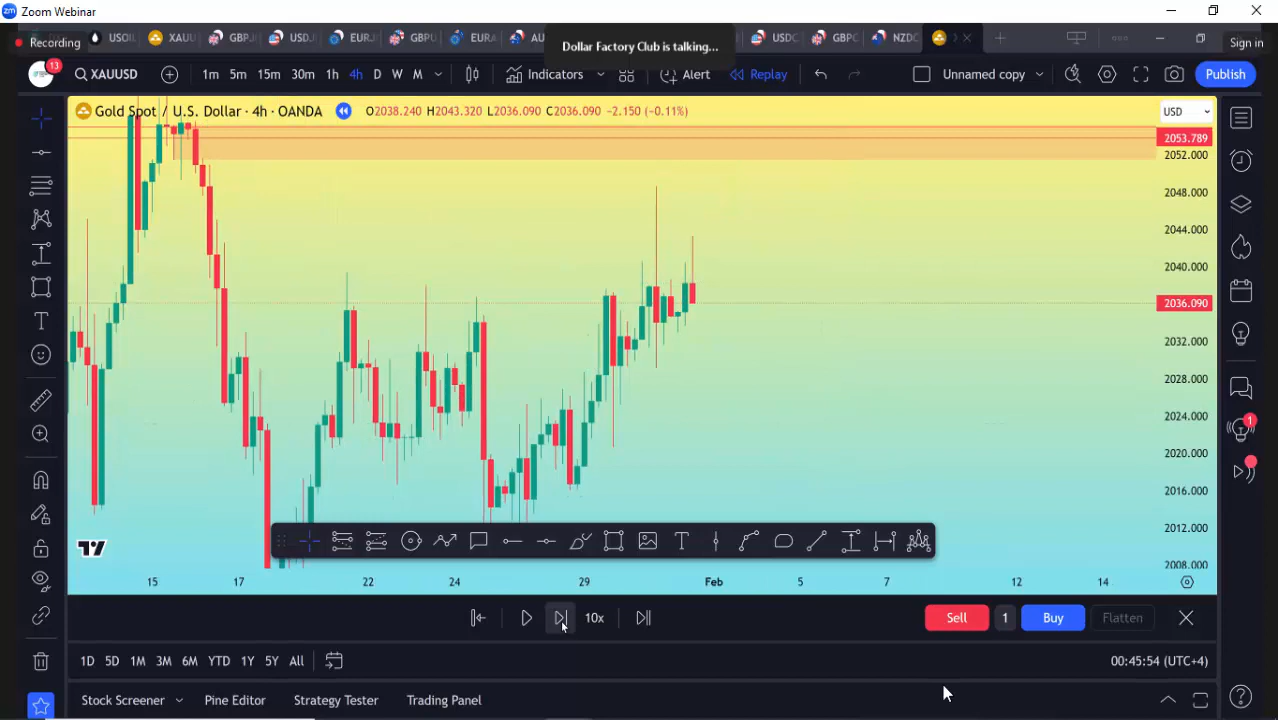 Zoom Webinar
USOIL
XAUU
GBPJ
USDJ
EURJ
GBPU
EURA
AU
USDC
GBPC
NZDC
Recording
Dollar Factory Club is talking...
Sign in
13
XAUUSD
1m 5m 15m 30m 1h 4h D W M
Indicators
Alert
Replay
Unnamed copy
Publish
Gold Spot / U.S. Dollar · 4h · OANDA
O2038.240 H2043.320 L2036.090 C2036.090 −2.150 (−0.11%)
USD
2053.789
2052.000
2048.000
2044.000
2040.000
2036.090
2032.000
2028.000
2024.000
2020.000
2016.000
2012.000
2008.000
1
15 17 22 24 29 Feb 5 7 12 14
10x
Sell 1 Buy Flatten
1D 5D 1M 3M 6M YTD 1Y 5Y All
00:45:54 (UTC+4)
Stock Screener Pine Editor Strategy Tester Trading Panel